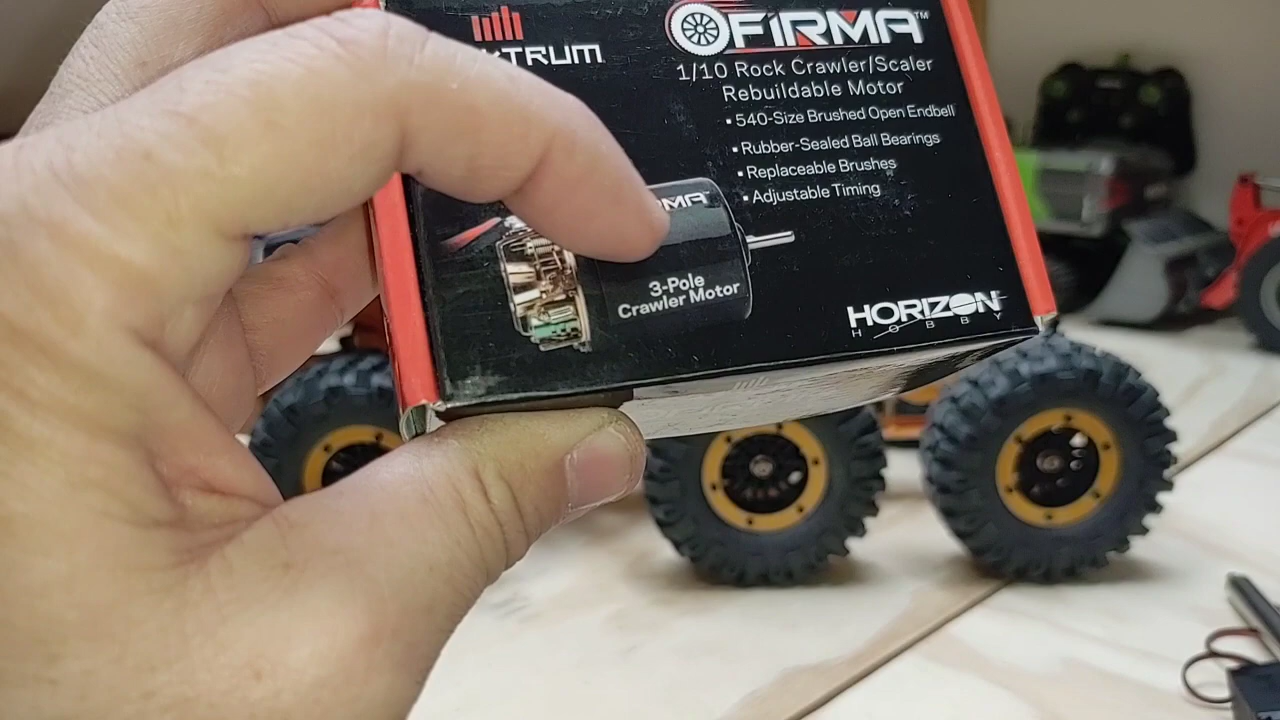 TRUM
FIRMA™
1/10 Rock Crawler/Scaler
Rebuildable Motor
▪ 540-Size Brushed Open Endbell
▪ Rubber-Sealed Ball Bearings
▪ Replaceable Brushes
▪ Adjustable Timing
3-Pole
Crawler Motor
HORIZON
HOBBY